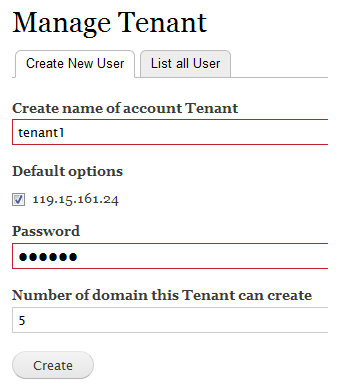 Manage Tenant
Create New User
List all User
Create name of account Tenant
tenant1
Default options
119.15.161.24
Password
●●●●●●
Number of domain this Tenant can create
5
Create